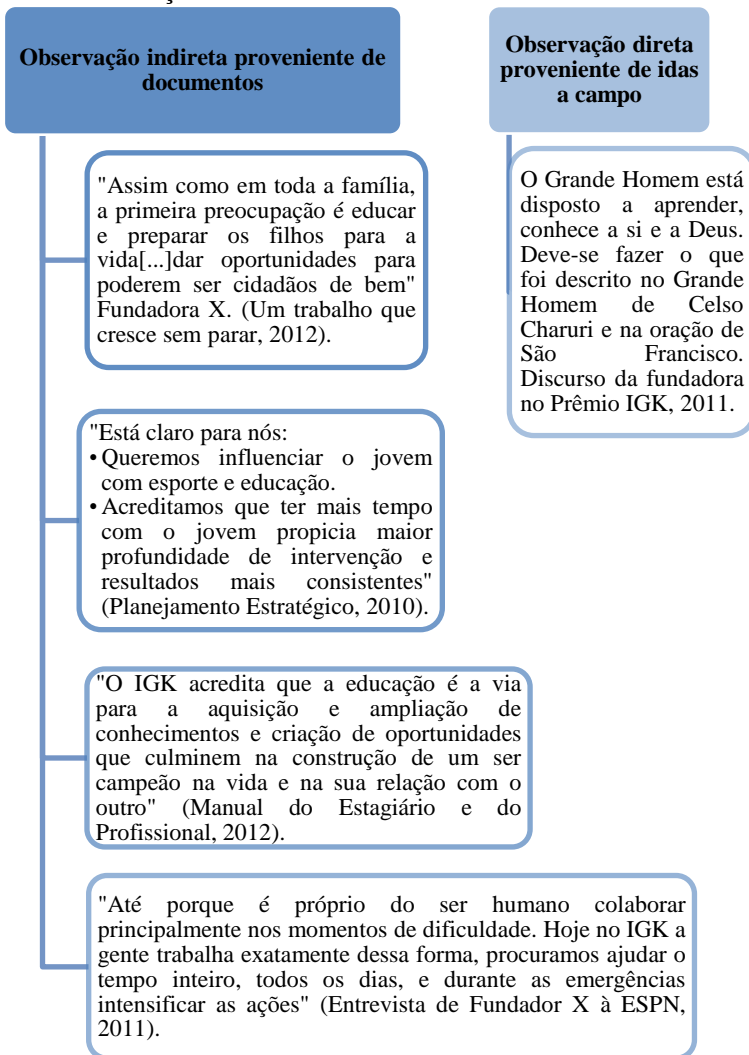 Observação indireta proveniente de
documentos
"Assim como em toda a família,
a primeira preocupação é educar
e preparar os filhos para a
vida[...]dar oportunidades para
poderem ser cidadãos de bem"
Fundadora X. (Um trabalho que
cresce sem parar, 2012).
"Está claro para nós:
• Queremos influenciar o jovem
com esporte e educação.
• Acreditamos que ter mais tempo
com o jovem propicia maior
profundidade de intervenção e
resultados mais consistentes"
(Planejamento Estratégico, 2010).
"O IGK acredita que a educação é a via
para a aquisição e ampliação de
conhecimentos e criação de oportunidades
que culminem na construção de um ser
campeão na vida e na sua relação com o
outro" (Manual do Estagiário e do
Profissional, 2012).
"Até porque é próprio do ser humano colaborar
principalmente nos momentos de dificuldade. Hoje no IGK a
gente trabalha exatamente dessa forma, procuramos ajudar o
tempo inteiro, todos os dias, e durante as emergências
intensificar as ações" (Entrevista de Fundador X à ESPN,
2011).
Observação direta
proveniente de idas
a campo
O Grande Homem está
disposto a aprender,
conhece a si e a Deus.
Deve-se fazer o que
foi descrito no Grande
Homem de Celso
Charuri e na oração de
São Francisco.
Discurso da fundadora
no Prêmio IGK, 2011.